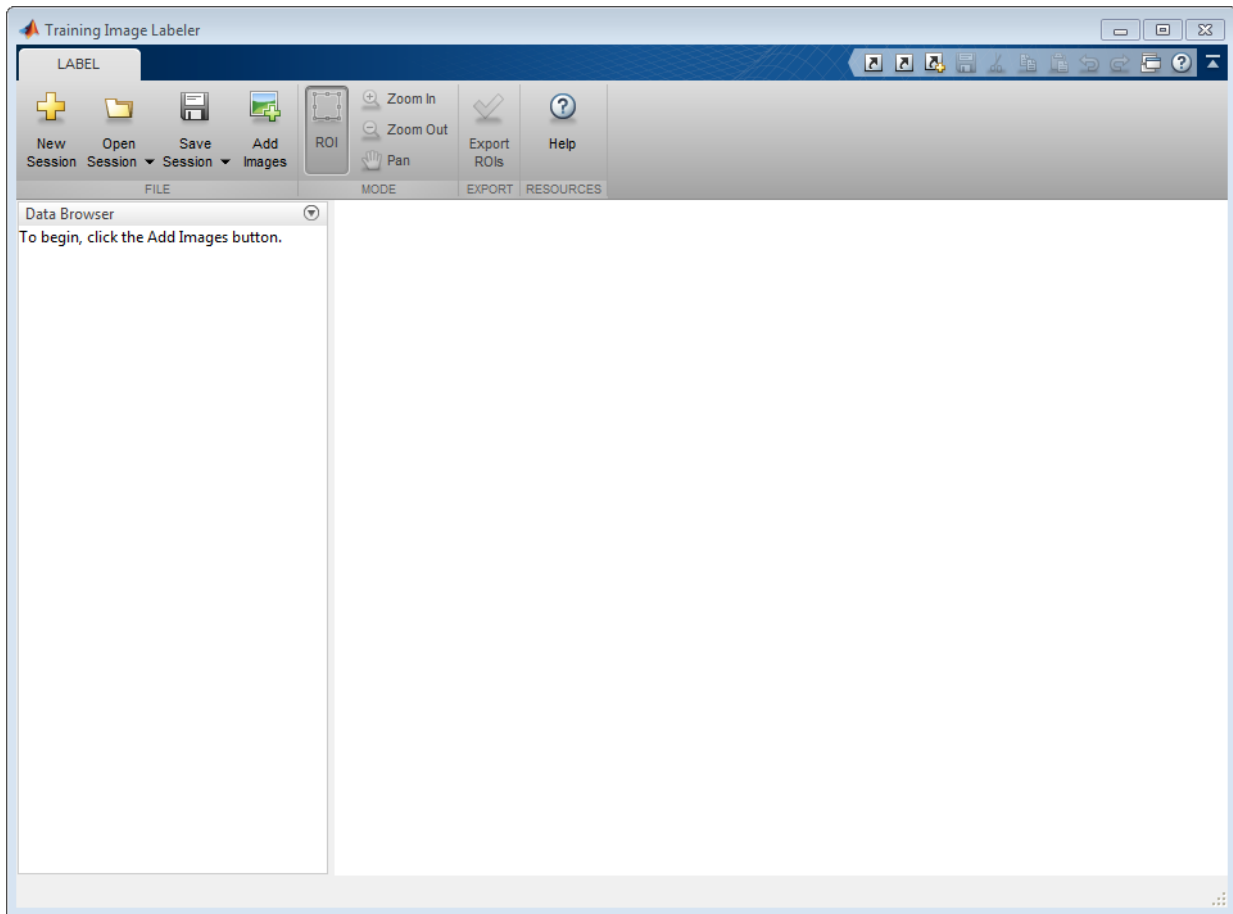 Training Image Labeler
LABEL
New
Session
Open
Session
Save
Session
Add
Images
ROI
Zoom In
Zoom Out
Pan
Export
ROIs
Help
FILE
MODE
EXPORT
RESOURCES
Data Browser
To begin, click the Add Images button.